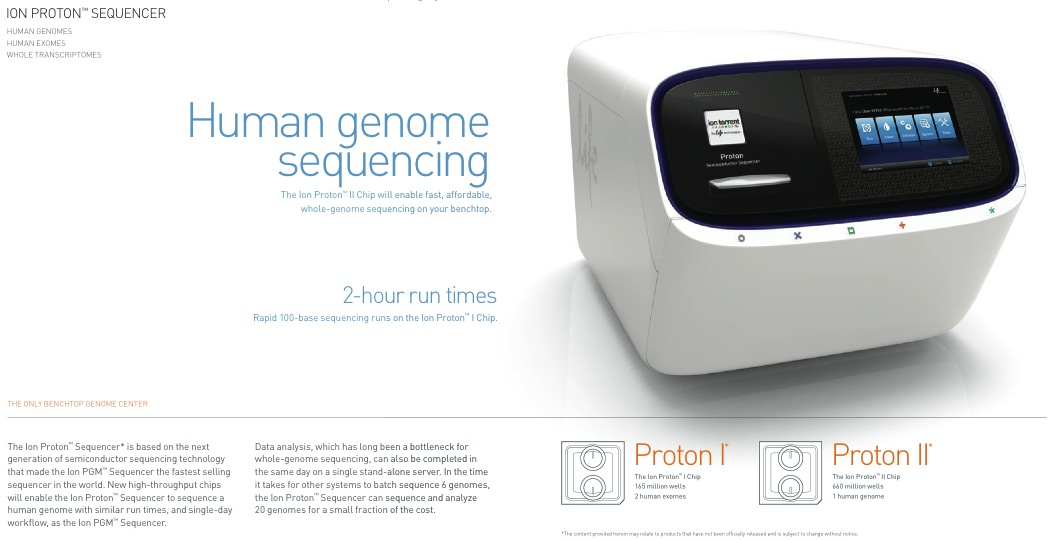 ION PROTON™ SEQUENCER
HUMAN GENOMES
HUMAN EXOMES
WHOLE TRANSCRIPTOMES
Human genome
sequencing
The Ion Proton™ II Chip will enable fast, affordable,
whole-genome sequencing on your benchtop.
2-hour run times
Rapid 100-base sequencing runs on the Ion Proton™ I Chip.
ion torrent
life technologies
Proton
Semiconductor Sequencer
THE ONLY BENCHTOP GENOME CENTER
The Ion Proton™ Sequencer* is based on the next
generation of semiconductor sequencing technology
that made the Ion PGM™ Sequencer the fastest selling
sequencer in the world. New high-throughput chips
will enable the Ion Proton™ Sequencer to sequence a
human genome with similar run times, and single-day
workflow, as the Ion PGM™ Sequencer.
Data analysis, which has long been a bottleneck for
whole-genome sequencing, can also be completed in
the same day on a single stand-alone server. In the time
it takes for other systems to batch sequence 6 genomes,
the Ion Proton™ Sequencer can sequence and analyze
20 genomes for a small fraction of the cost.
Proton I*
The Ion Proton™ I Chip
165 million wells
2 human exomes
Proton II*
The Ion Proton™ II Chip
660 million wells
1 human genome
*The content provided herein may relate to products that have not been officially released and is subject to change without notice.